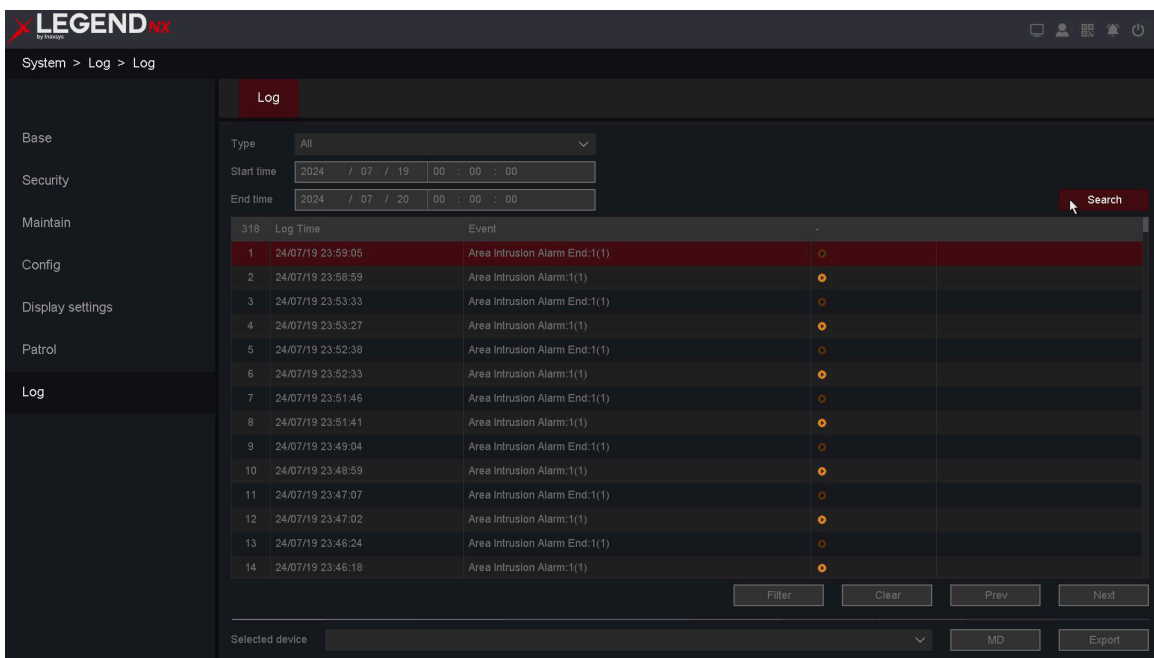 LEGEND NX
by Inaxsys
System > Log > Log
Log
Base
Security
Maintain
Config
Display settings
Patrol
Log
Type All
Start time 2024 / 07 / 19 00 : 00 : 00
End time 2024 / 07 / 20 00 : 00 : 00
Search
318 Log Time Event -
1 24/07/19 23:59:05 Area Intrusion Alarm End:1(1)
2 24/07/19 23:58:59 Area Intrusion Alarm:1(1)
3 24/07/19 23:53:33 Area Intrusion Alarm End:1(1)
4 24/07/19 23:53:27 Area Intrusion Alarm:1(1)
5 24/07/19 23:52:38 Area Intrusion Alarm End:1(1)
6 24/07/19 23:52:33 Area Intrusion Alarm:1(1)
7 24/07/19 23:51:46 Area Intrusion Alarm End:1(1)
8 24/07/19 23:51:41 Area Intrusion Alarm:1(1)
9 24/07/19 23:49:04 Area Intrusion Alarm End:1(1)
10 24/07/19 23:48:59 Area Intrusion Alarm:1(1)
11 24/07/19 23:47:07 Area Intrusion Alarm End:1(1)
12 24/07/19 23:47:02 Area Intrusion Alarm:1(1)
13 24/07/19 23:46:24 Area Intrusion Alarm End:1(1)
14 24/07/19 23:46:18 Area Intrusion Alarm:1(1)
Filter Clear Prev Next
Selected device MD Export